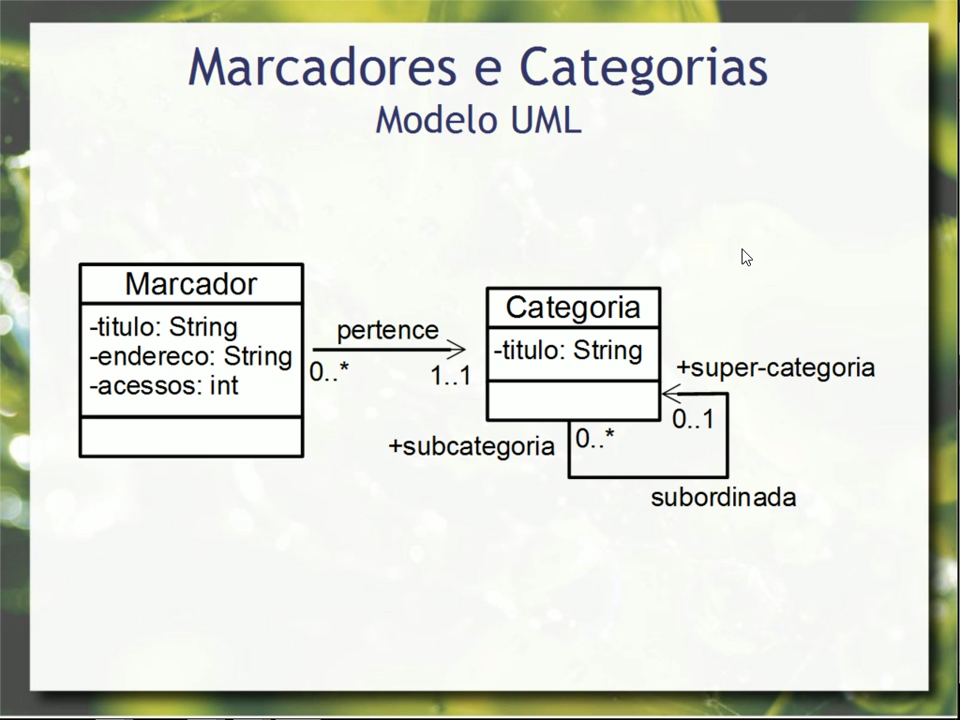 Marcadores e Categorias
Modelo UML
Marcador
-titulo: String
-endereco: String
-acessos: int
pertence
0..*
1..1
Categoria
-titulo: String
+super-categoria
0..1
+subcategoria
0..*
subordinada